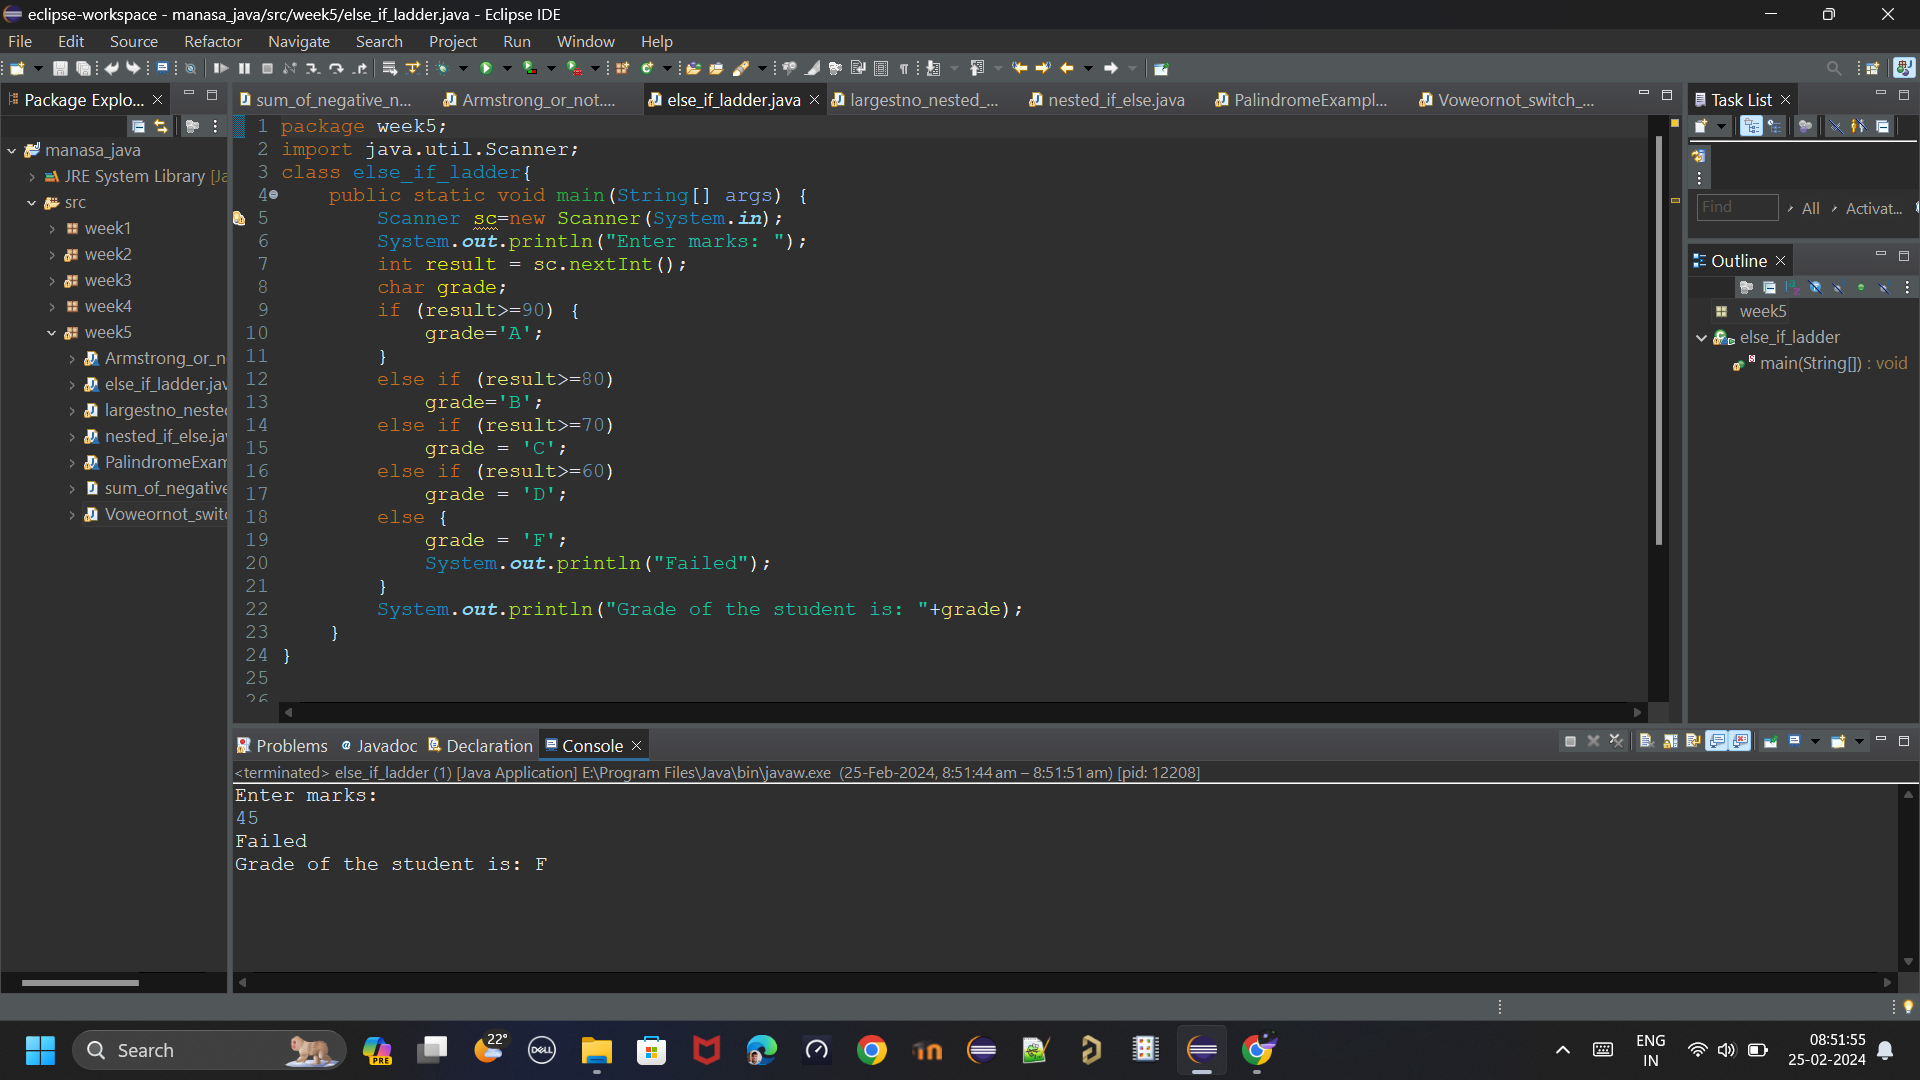 eclipse-workspace - manasa_java/src/week5/else_if_ladder.java - Eclipse IDE
File Edit Source Refactor Navigate Search Project Run Window Help
Package Explo...
sum_of_negative_n... Armstrong_or_not.... else_if_ladder.java largestno_nested_... nested_if_else.java PalindromeExampl... Voweornot_switch_...
Task List
manasa_java
JRE System Library [Ja
src
week1
week2
week3
week4
week5
Armstrong_or_n
else_if_ladder.jav
largestno_nested
nested_if_else.jav
PalindromeExam
sum_of_negative
Voweornot_swit
1 package week5;
2 import java.util.Scanner;
3 class else_if_ladder{
4 public static void main(String[] args) {
5 Scanner sc=new Scanner(System.in);
6 System.out.println("Enter marks: ");
7 int result = sc.nextInt();
8 char grade;
9 if (result>=90) {
10 grade='A';
11 }
12 else if (result>=80)
13 grade='B';
14 else if (result>=70)
15 grade = 'C';
16 else if (result>=60)
17 grade = 'D';
18 else {
19 grade = 'F';
20 System.out.println("Failed");
21 }
22 System.out.println("Grade of the student is: "+grade);
23 }
24 }
25
26
Find All Activat...
Outline
week5
else_if_ladder
main(String[]) : void
Problems Javadoc Declaration Console
<terminated> else_if_ladder (1) [Java Application] E:\Program Files\Java\bin\javaw.exe (25-Feb-2024, 8:51:44 am – 8:51:51 am) [pid: 12208]
Enter marks:
45
Failed
Grade of the student is: F
Search
PRE
22°
DELL
ENG
IN
08:51:55
25-02-2024